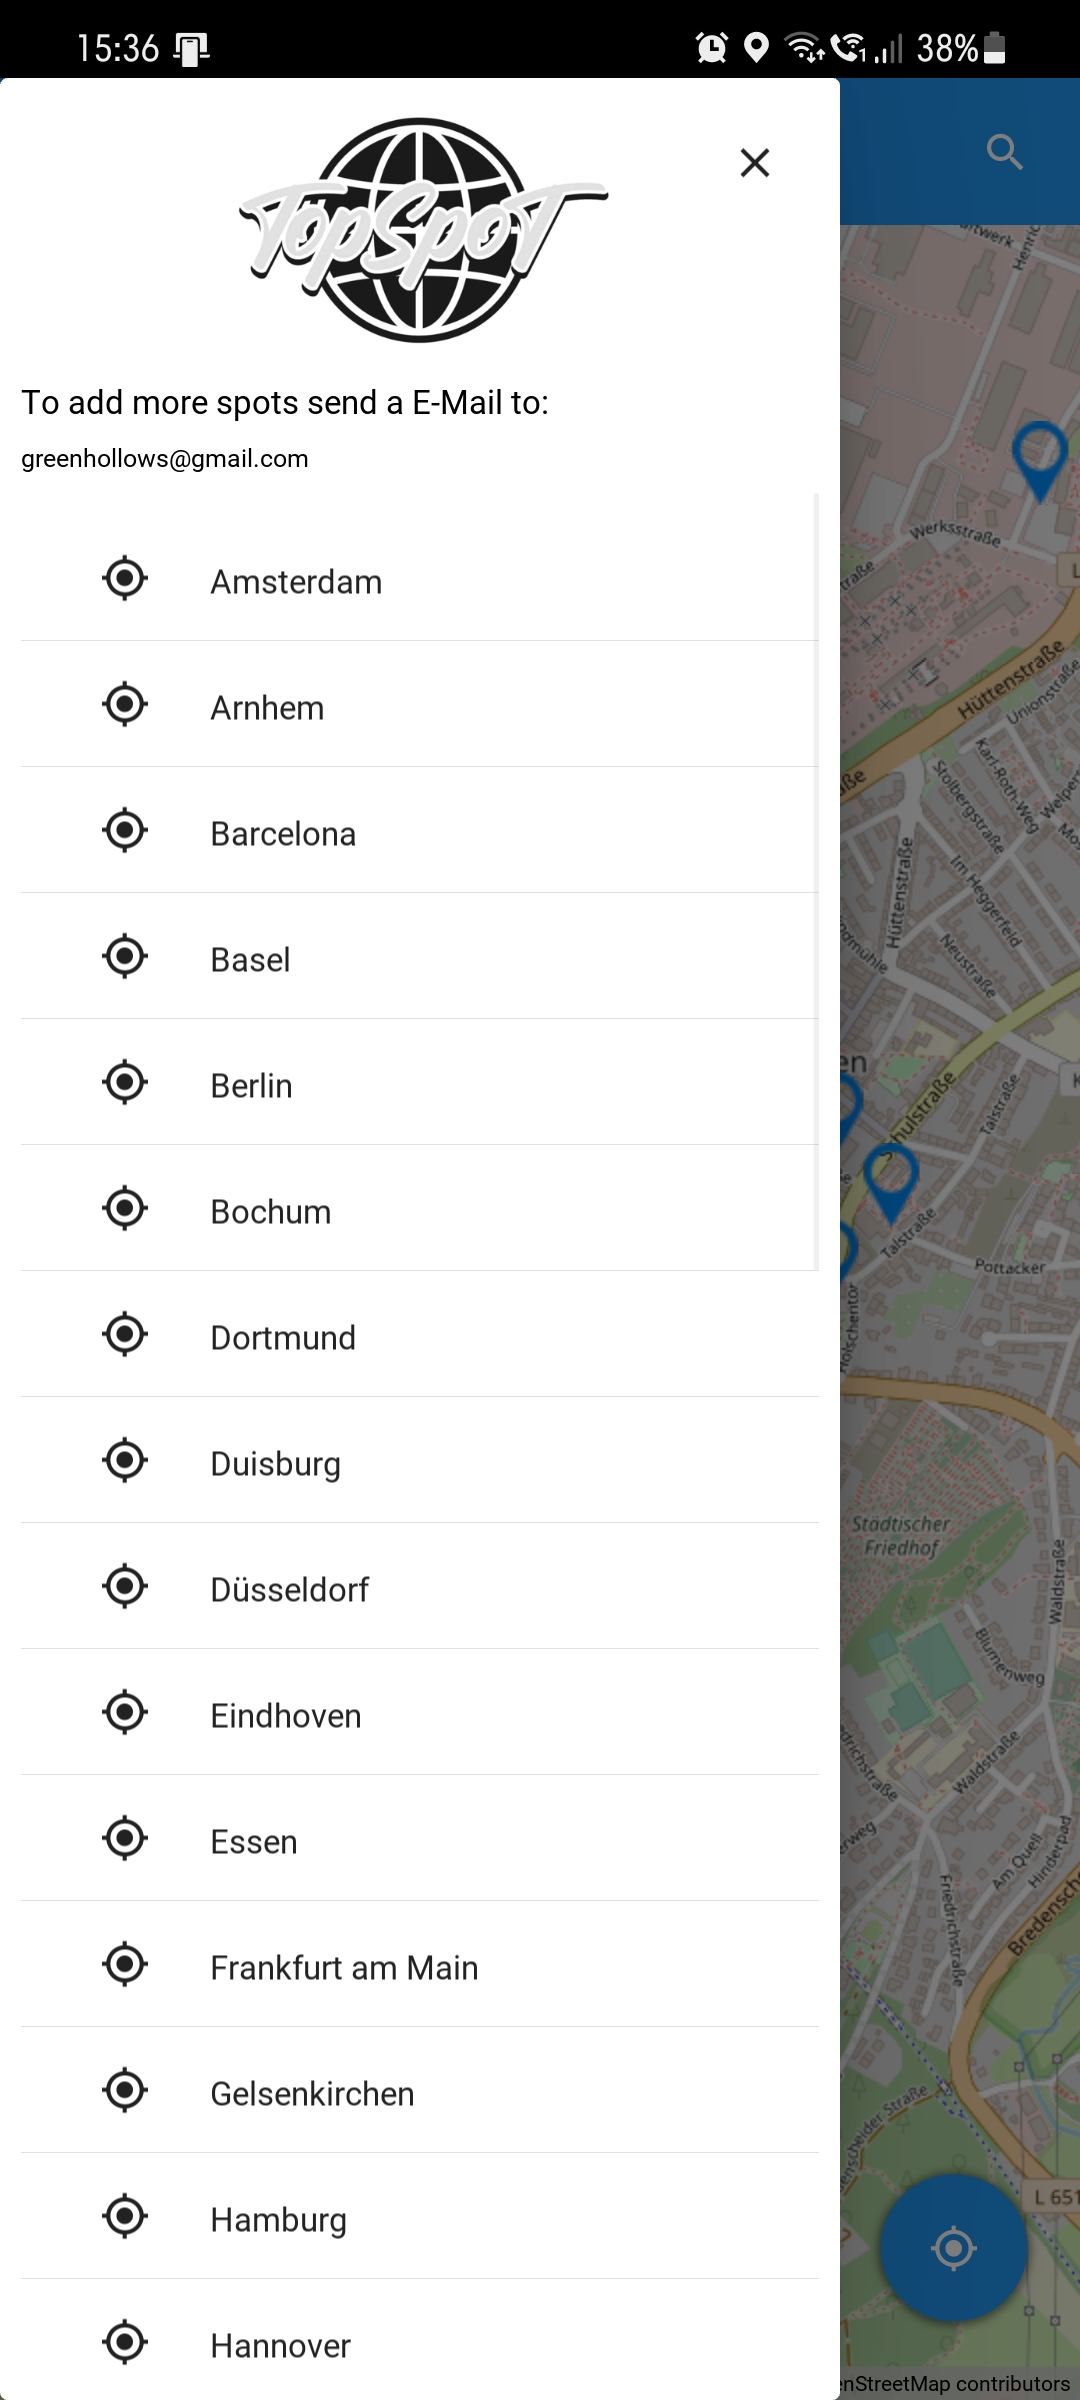 15:36
38%
TopSpot
To add more spots send a E-Mail to:
greenhollows@gmail.com
Amsterdam
Arnhem
Barcelona
Basel
Berlin
Bochum
Dortmund
Duisburg
Düsseldorf
Eindhoven
Essen
Frankfurt am Main
Gelsenkirchen
Hamburg
Hannover
Werksstraße
Hüttenstraße
Unionstraße
Karl-Roth-Weg
Stolbergstraße
Hüttenstraße
Im Heggerfeld
Neustraße
Schulstraße
Talstraße
Talstraße
Pottacker
Städtischer
Friedhof
Waldstraße
Blumenweg
Waldstraße
Am Quell
Hinderpad
Friedrichstraße
L 651
contributors